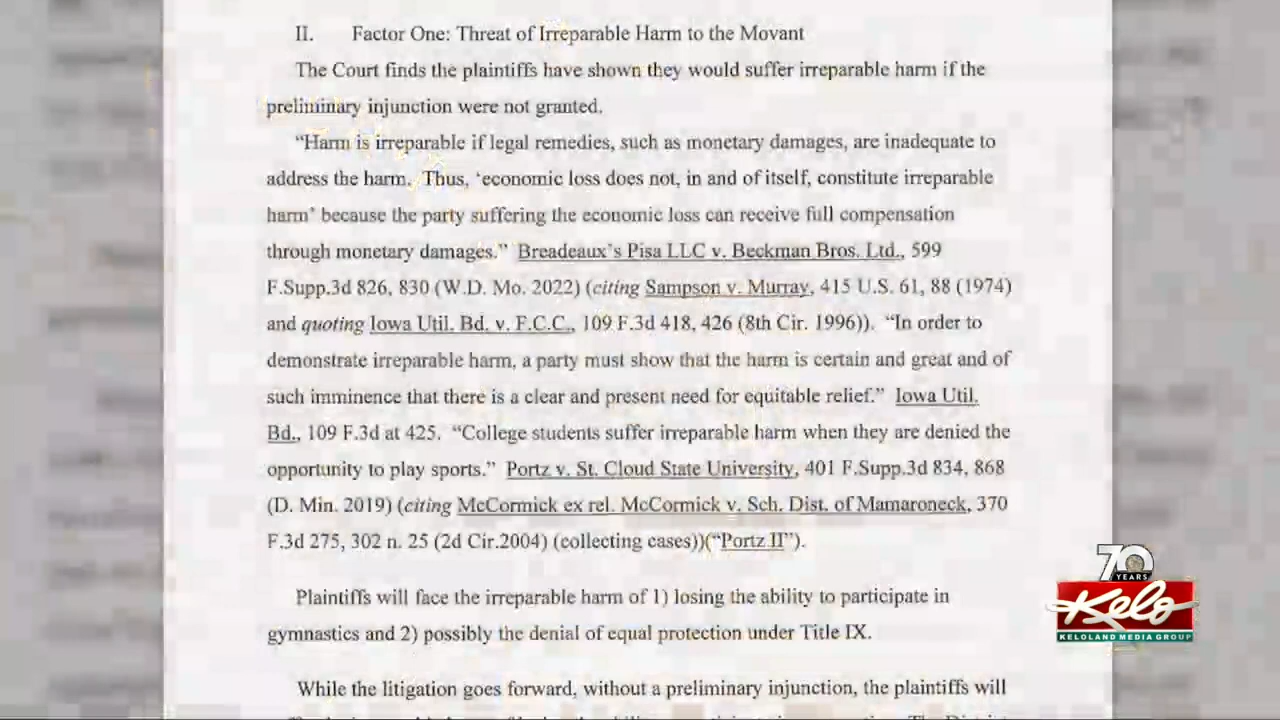 II. Factor One: Threat of Irreparable Harm to the Movant
The Court finds the plaintiffs have shown they would suffer irreparable harm if the
preliminary injunction were not granted.
“Harm is irreparable if legal remedies, such as monetary damages, are inadequate to
address the harm. Thus, ‘economic loss does not, in and of itself, constitute irreparable
harm’ because the party suffering the economic loss can receive full compensation
through monetary damages.” Breadeaux’s Pisa LLC v. Beckman Bros. Ltd., 599
F.Supp.3d 826, 830 (W.D. Mo. 2022) (citing Sampson v. Murray, 415 U.S. 61, 88 (1974)
and quoting Iowa Util. Bd. v. F.C.C., 109 F.3d 418, 426 (8th Cir. 1996)). “In order to
demonstrate irreparable harm, a party must show that the harm is certain and great and of
such imminence that there is a clear and present need for equitable relief.” Iowa Util.
Bd., 109 F.3d at 425. “College students suffer irreparable harm when they are denied the
opportunity to play sports.” Portz v. St. Cloud State University, 401 F.Supp.3d 834, 868
(D. Min. 2019) (citing McCormick ex rel. McCormick v. Sch. Dist. of Mamaroneck, 370
F.3d 275, 302 n. 25 (2d Cir.2004) (collecting cases))(“Portz II”).
Plaintiffs will face the irreparable harm of 1) losing the ability to participate in
gymnastics and 2) possibly the denial of equal protection under Title IX.
While the litigation goes forward, without a preliminary injunction, the plaintiffs will
70
YEARS
Kelo
KELOLAND MEDIA GROUP